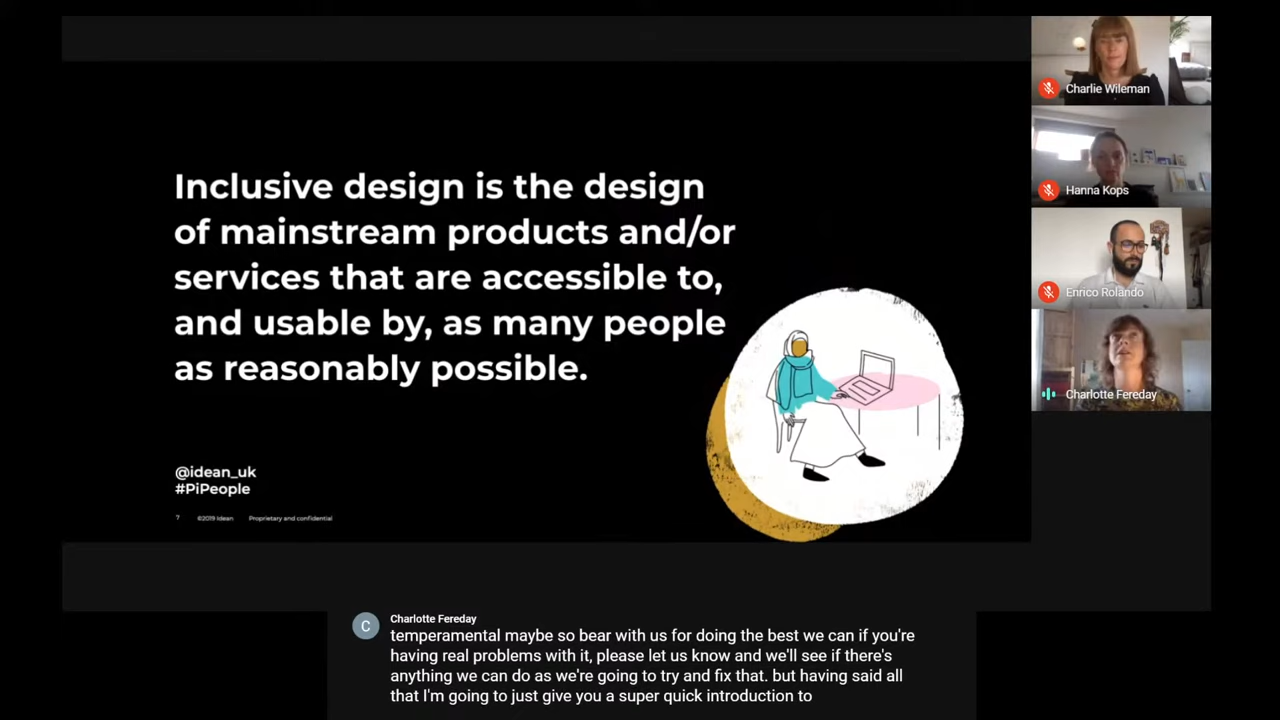 Inclusive design is the design
of mainstream products and/or
services that are accessible to,
and usable by, as many people
as reasonably possible.
@idean_uk
#PiPeople
7 ©2019 Idean Proprietary and confidential
Charlie Wileman
Hanna Kops
Enrico Rolando
Charlotte Fereday
C
Charlotte Fereday
temperamental maybe so bear with us for doing the best we can if you're
having real problems with it, please let us know and we'll see if there's
anything we can do as we're going to try and fix that. but having said all
that I'm going to just give you a super quick introduction to